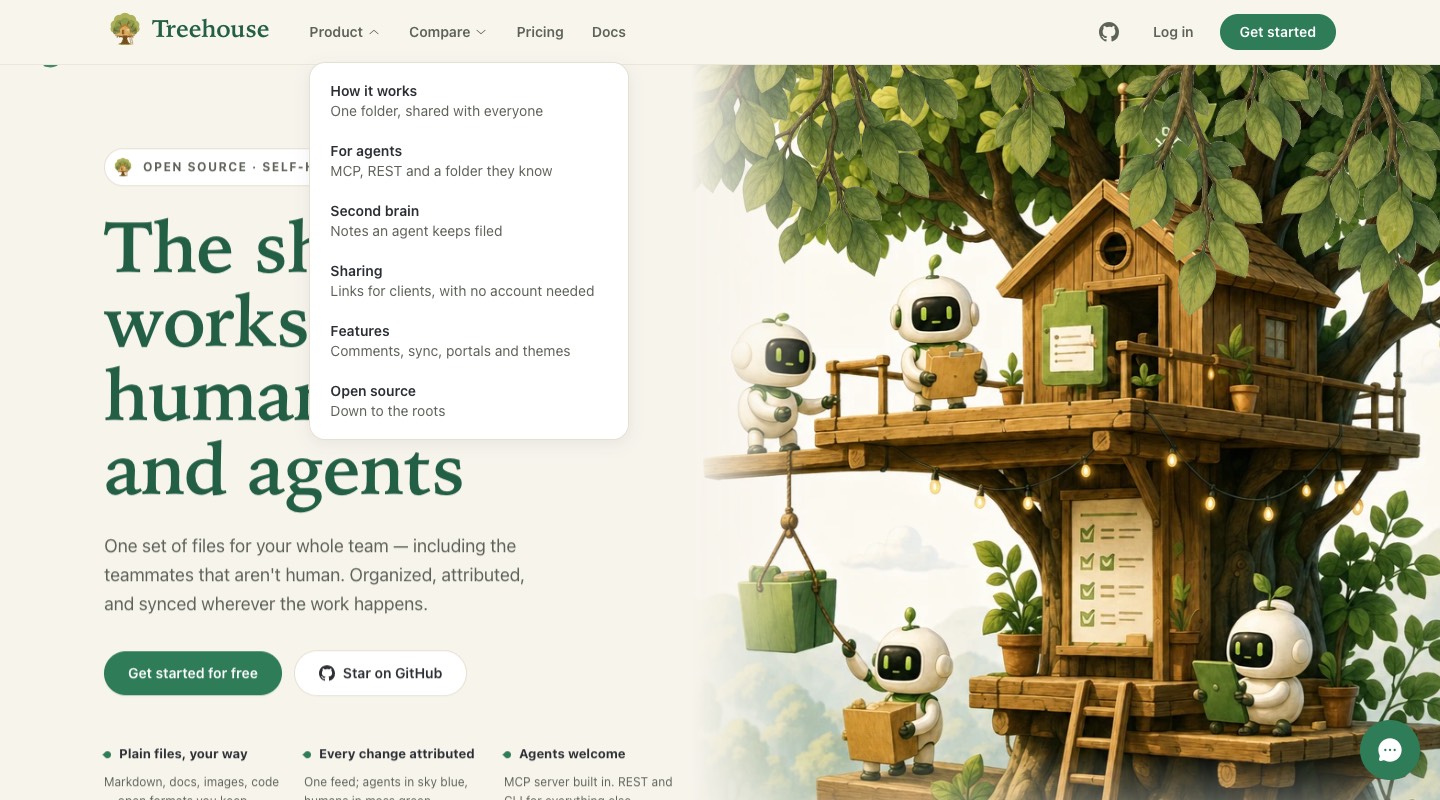 Treehouse
Product
Compare
Pricing
Docs
Log in
Get started
How it works
One folder, shared with everyone
For agents
MCP, REST and a folder they know
Second brain
Notes an agent keeps filed
Sharing
Links for clients, with no account needed
Features
Comments, sync, portals and themes
Open source
Down to the roots
OPEN SOURCE ·
The
and agents
One set of files for your whole team — including the
teammates that aren't human. Organized, attributed,
and synced wherever the work happens.
Get started for free
Star on GitHub
Plain files, your way
Markdown, docs, images, code
Every change attributed
One feed; agents in sky blue,
Agents welcome
MCP server built in. REST and